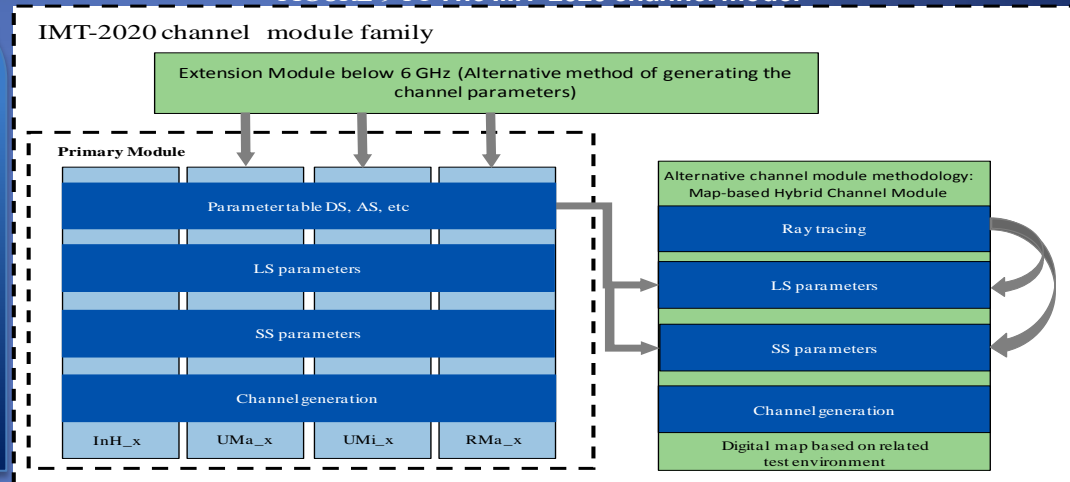 IMT-2020 channel module family
Extension Module below 6 GHz (Alternative method of generating the
channel parameters)
Primary Module
Parameter table DS, AS, etc
LS parameters
SS parameters
Channel generation
InH_x
UMa_x
UMi_x
RMa_x
Alternative channel module methodology:
Map-based Hybrid Channel Module
Ray tracing
LS parameters
SS parameters
Channel generation
Digital map based on related
test environment